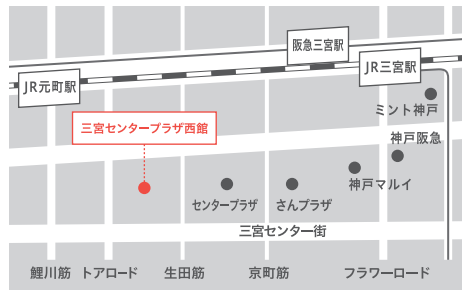 阪急三宮駅
JR三宮駅
JR元町駅
ミント神戸
三宮センタープラザ西館
神戸阪急
神戸マルイ
センタープラザ
さんプラザ
三宮センター街
鯉川筋
トアロード
生田筋
京町筋
フラワーロード